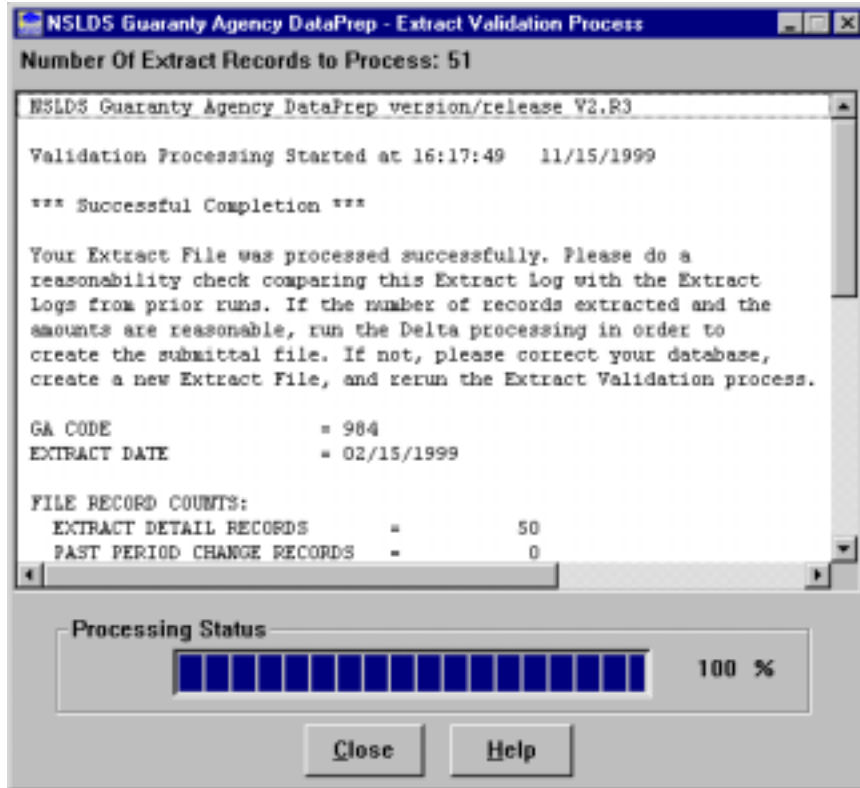 NSLDS Guaranty Agency DataPrep - Extract Validation Process
Number Of Extract Records to Process: 51
NSLDS Guaranty Agency DataPrep version/release V2.R3
Validation Processing Started at 16:17:49 11/15/1999
*** Successful Completion ***
Your Extract File was processed successfully. Please do a
reasonability check comparing this Extract Log with the Extract
Logs from prior runs. If the number of records extracted and the
amounts are reasonable, run the Delta processing in order to
create the submittal file. If not, please correct your database,
create a new Extract File, and rerun the Extract Validation process.
GA CODE = 984
EXTRACT DATE = 02/15/1999
FILE RECORD COUNTS:
EXTRACT DETAIL RECORDS = 50
PAST PERIOD CHANGE RECORDS = 0
Processing Status
100 %
Close Help